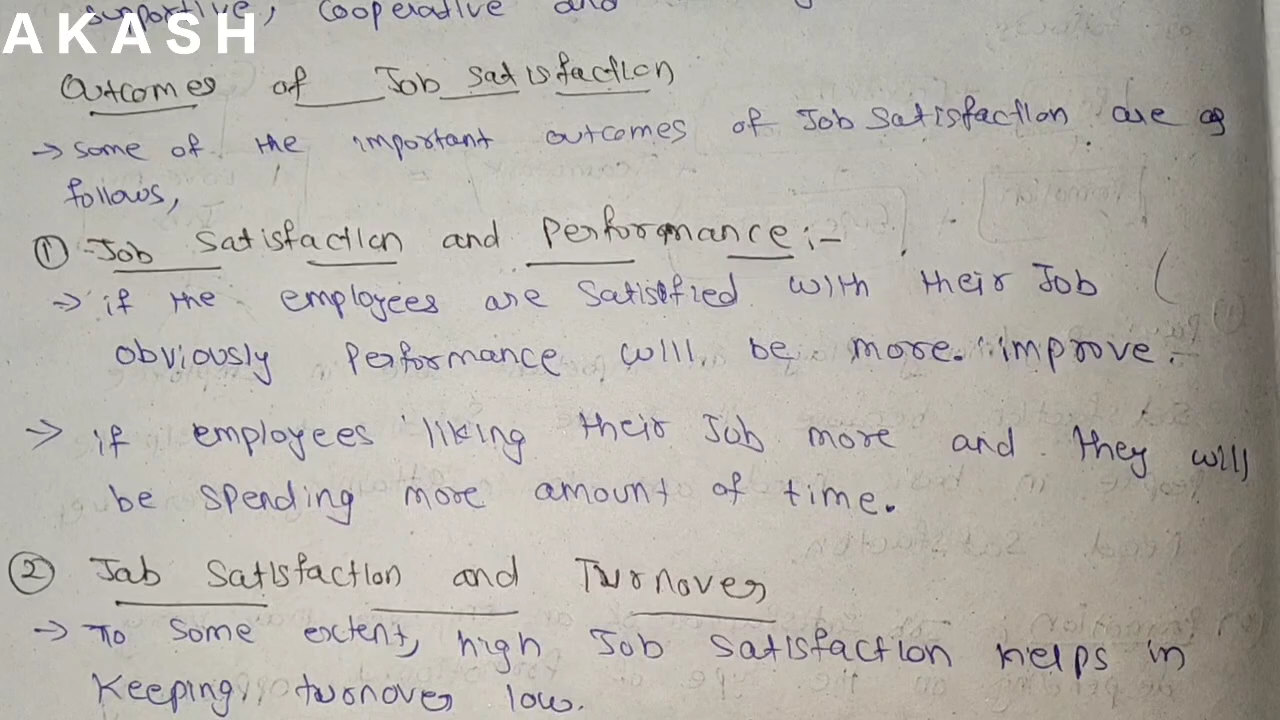 supportive, cooperative and
AKASH
Outcomes of Job satisfaction
→ some of the important outcomes of Job satisfaction are as
follows,
① Job satisfaction and performance:-
→ if the employees are satisfied with their Job
obviously performance will be more improve.
→ if employees liking their Job more and they will
be spending more amount of time.
② Job satisfaction and Turnover
→ To some extent, high Job satisfaction helps in
keeping turnover low.